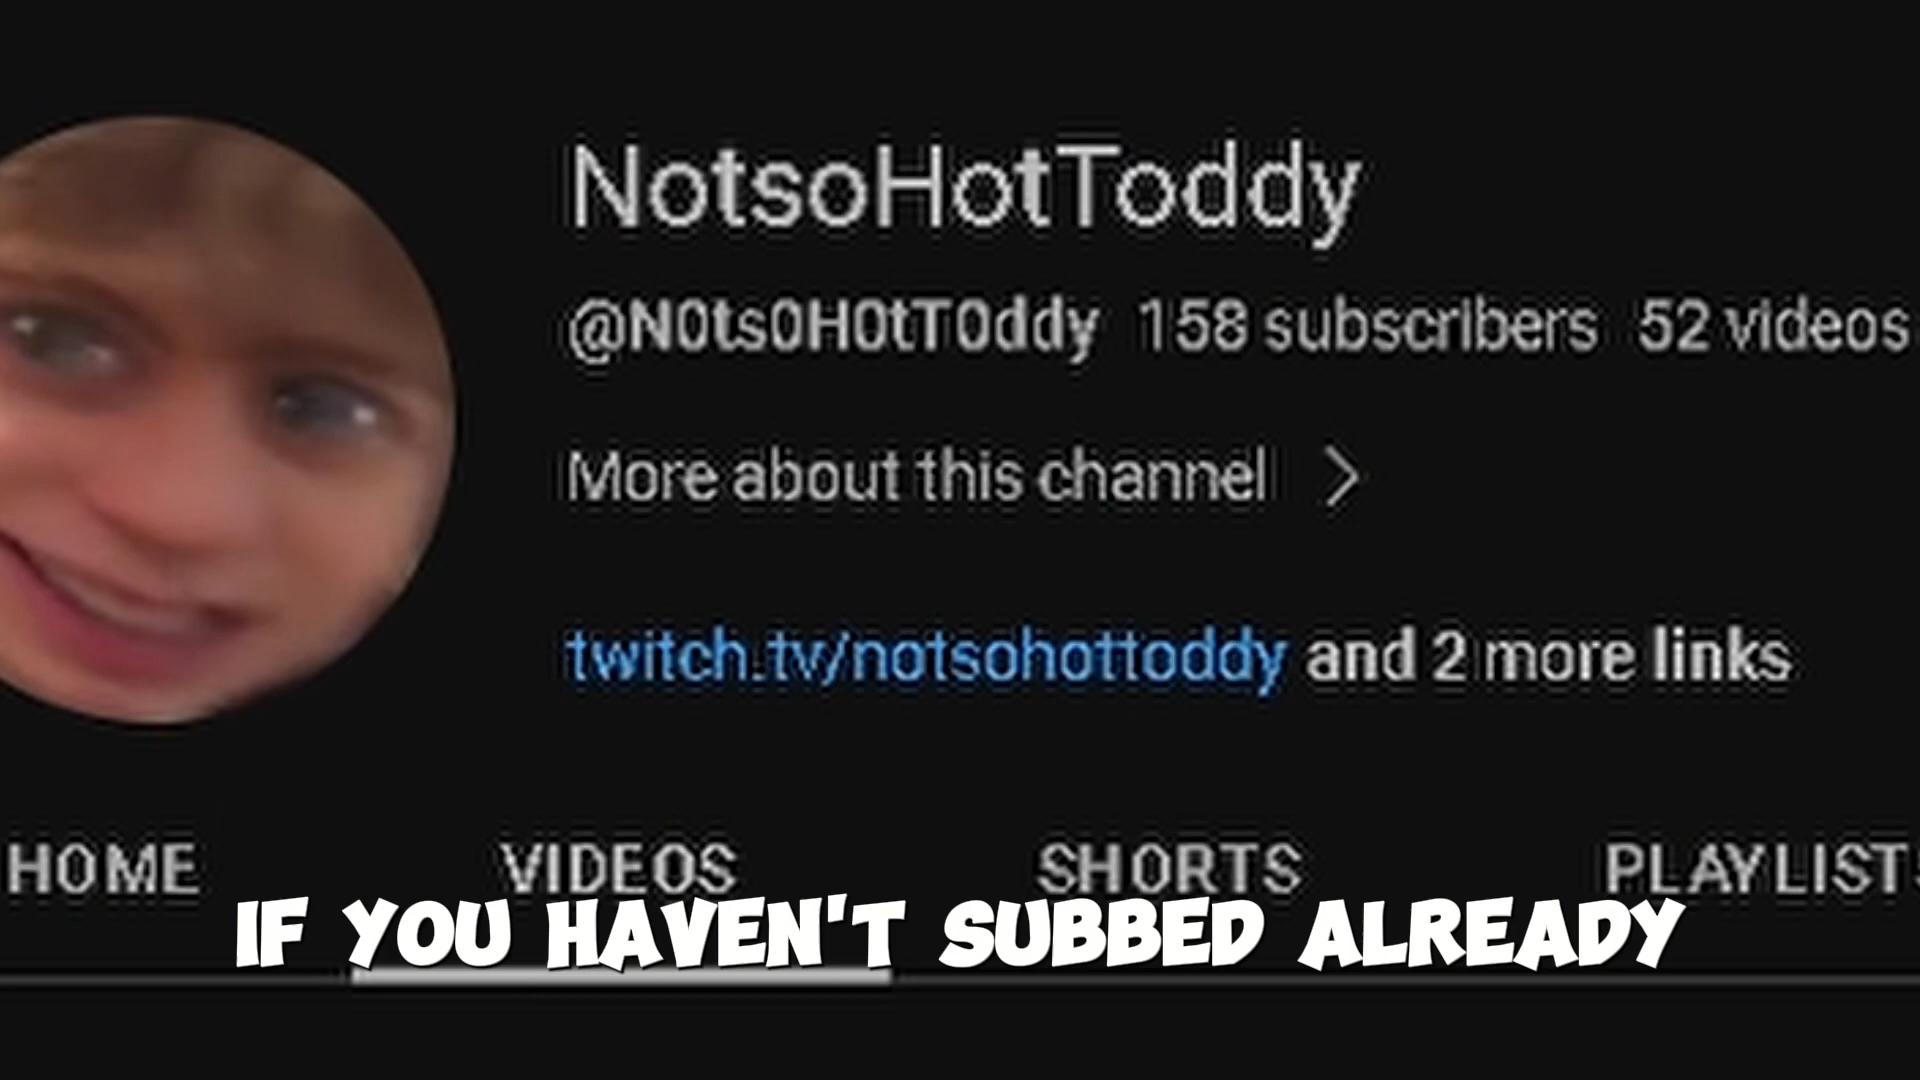 NotsoHotToddy
@N0ts0H0tT0ddy 158 subscribers 52 videos
More about this channel >
twitch.tv/notsohottoddy and 2 more links
HOME VIDEOS SHORTS PLAYLISTS
IF YOU HAVEN'T SUBBED ALREADY